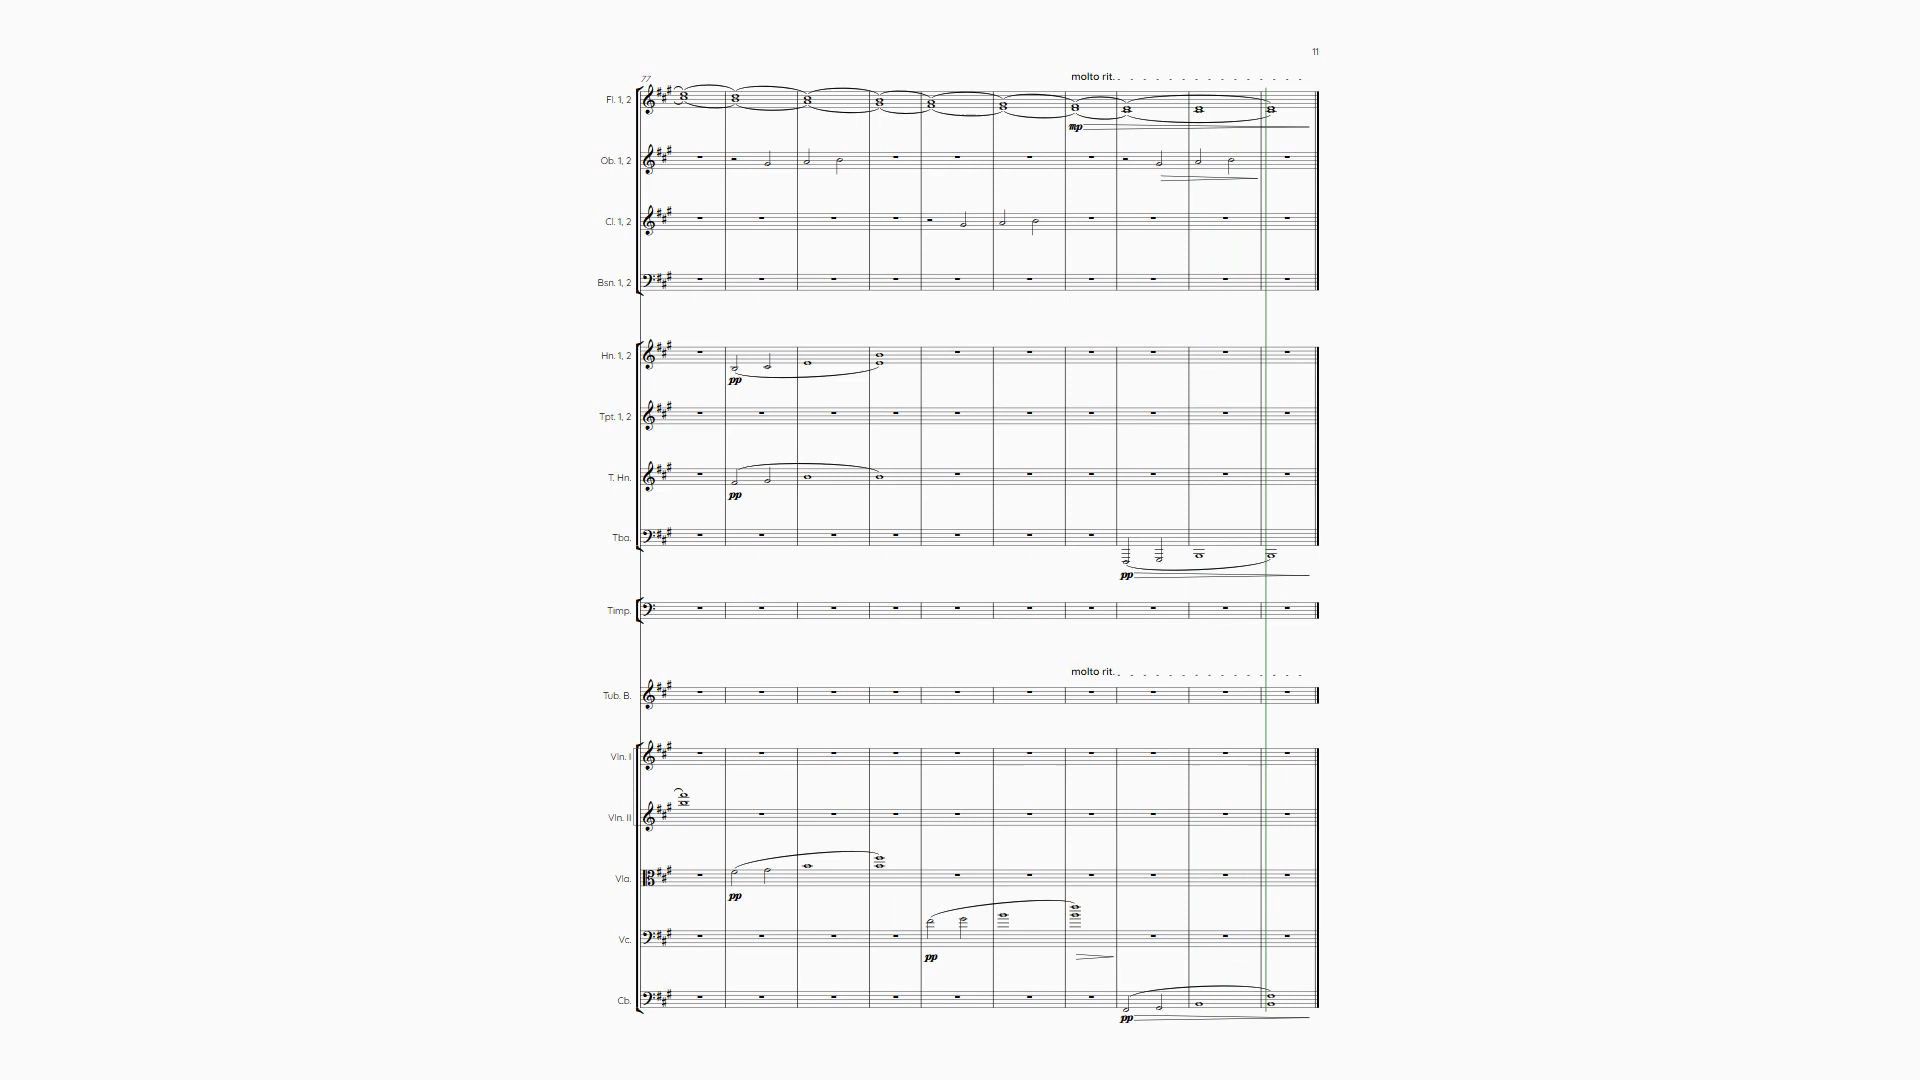 11
77
molto rit.
Fl. 1, 2
mp
Ob. 1, 2
Cl. 1, 2
Bsn. 1, 2
Hn. 1, 2
pp
Tpt. 1, 2
T. Hn.
pp
Tba.
pp
Timp.
molto rit.
Tub. B.
Vln. I
Vln. II
Vla.
pp
Vc.
pp
Cb.
pp